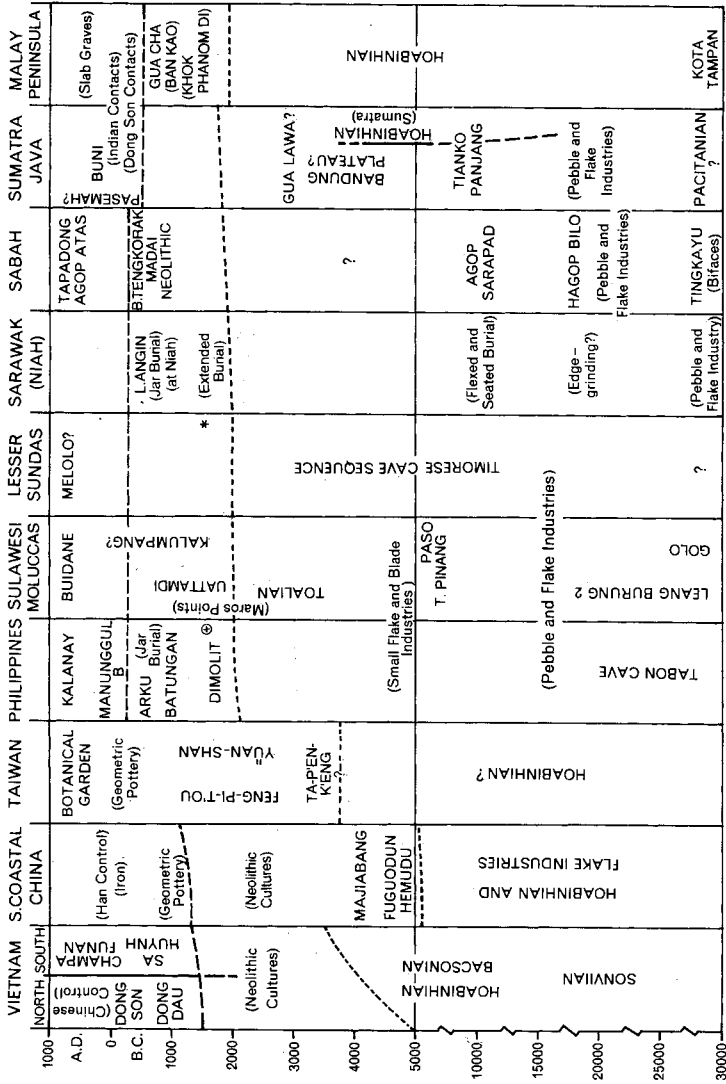 VIETNAM
NORTH SOUTH
S.COASTAL
CHINA
TAIWAN
PHILIPPINES
SULAWESI
MOLUCCAS
LESSER
SUNDAS
SARAWAK
(NIAH)
SABAH
SUMATRA
JAVA
MALAY
PENINSULA
1000
A.D.
0
B.C.
1000
2000
3000
4000
5000
10000
15000
20000
30000
(Chinese
Control)
DONG
SON
DONG
DAU
CHAMPA
FUNAN
SA
HUYNH
(Neolithic
Cultures)
HOABINHIAN
BACSONIAN
SONVIIAN
(Han Control)
(Iron)
(Geometric
Pottery)
(Neolithic
Cultures)
MAJIABANG
FUGUODUN
HEMUDU
HOABINHIAN AND
FLAKE INDUSTRIES
BOTANICAL
GARDEN
(Geometric
Pottery)
FENG-PI-T'OU
YÜAN-SHAN
TA-P'EN-
K'ENG
?
HOABINHIAN?
KALANAY
MANUNGGUL
B
ARKU (Jar
Burial)
BATUNGAN
DIMOLIT ⊕
TABON CAVE
BUIDANE
KALUMPANG?
UATTAMDI
(Maros Points)
TOALIAN
(Small Flake and Blade
Industries)
PASO
T. PINANG
(Pebble and Flake Industries)
LEANG BURUNG 2
GOLO
MELOLO?
TIMORESE CAVE SEQUENCE
?
L.ANGIN
(Jar Burial)
(at Niah)
(Extended
Burial)
*
(Flexed and
Seated Burial)
(Edge-
grinding?)
(Pebble and
Flake Industry)
TAPADONG
AGOP ATAS
B.TENGKORAK
MADAI
NEOLITHIC
?
AGOP
SARAPAD
HAGOP BILO
(Pebble and
Flake Industries)
TINGKAYU
(Bifaces)
PASEMAH?
BUNI
(Indian Contacts)
(Dong Son Contacts)
GUA LAWA?
BANDUNG
PLATEAU?
HOABINHIAN
(Sumatra)
TIANKO
PANJANG
(Pebble and
Flake
Industries)
PACITANIAN
?
(Slab Graves)
GUA CHA
(BAN KAO)
(KHOK
PHANOM DI)
HOABINHIAN
KOTA
TAMPAN